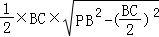 1/2 × BC × √(PB² − (BC/2)²)